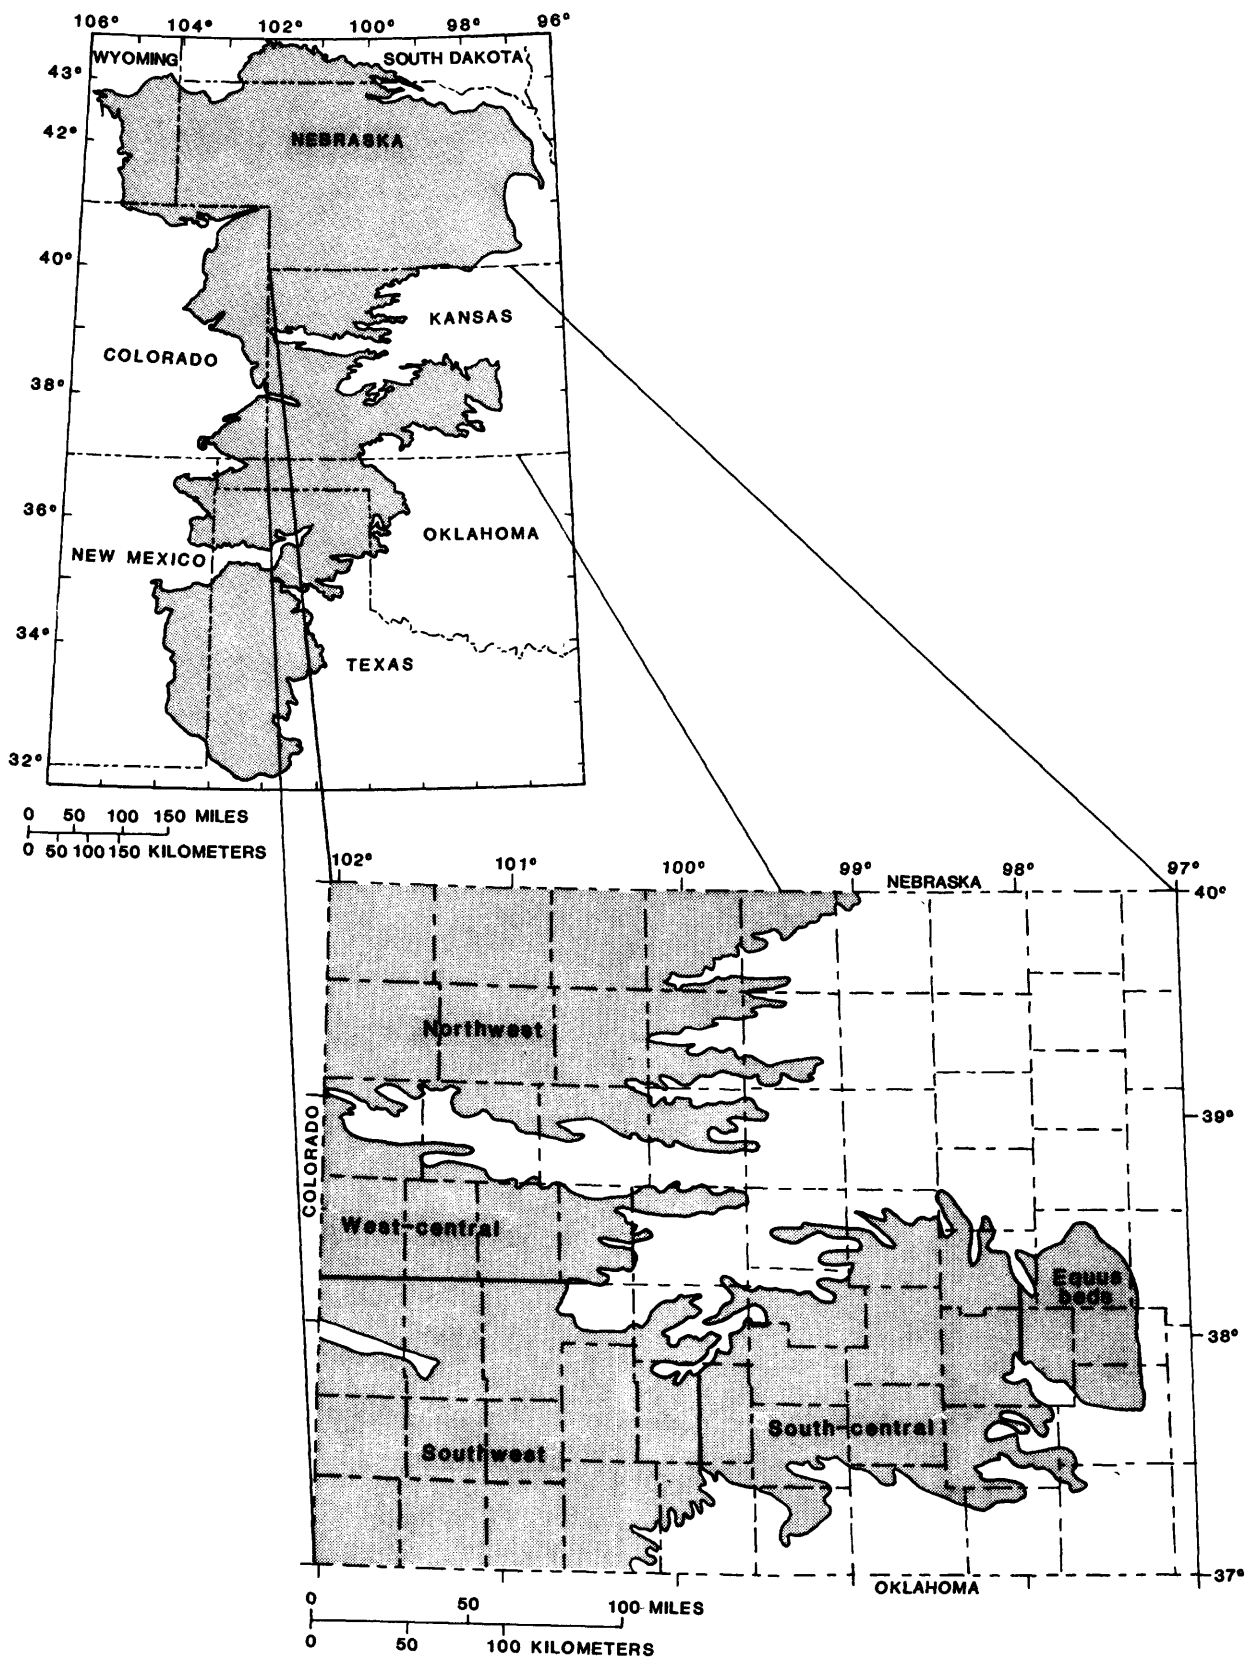 106° 104° 102° 100° 98° 96°
WYOMING SOUTH DAKOTA
43°
42°
NEBRASKA
40°
KANSAS
COLORADO
38°
36°
OKLAHOMA
NEW MEXICO
34°
TEXAS
32°
0 50 100 150 MILES
0 50 100 150 KILOMETERS
102° 101° 100° 99° 98° 97°
NEBRASKA
40°
Northwest
39°
COLORADO
West-central
Equus
beds
38°
South-central
Southwest
37°
OKLAHOMA
0 50 100 MILES
0 50 100 KILOMETERS